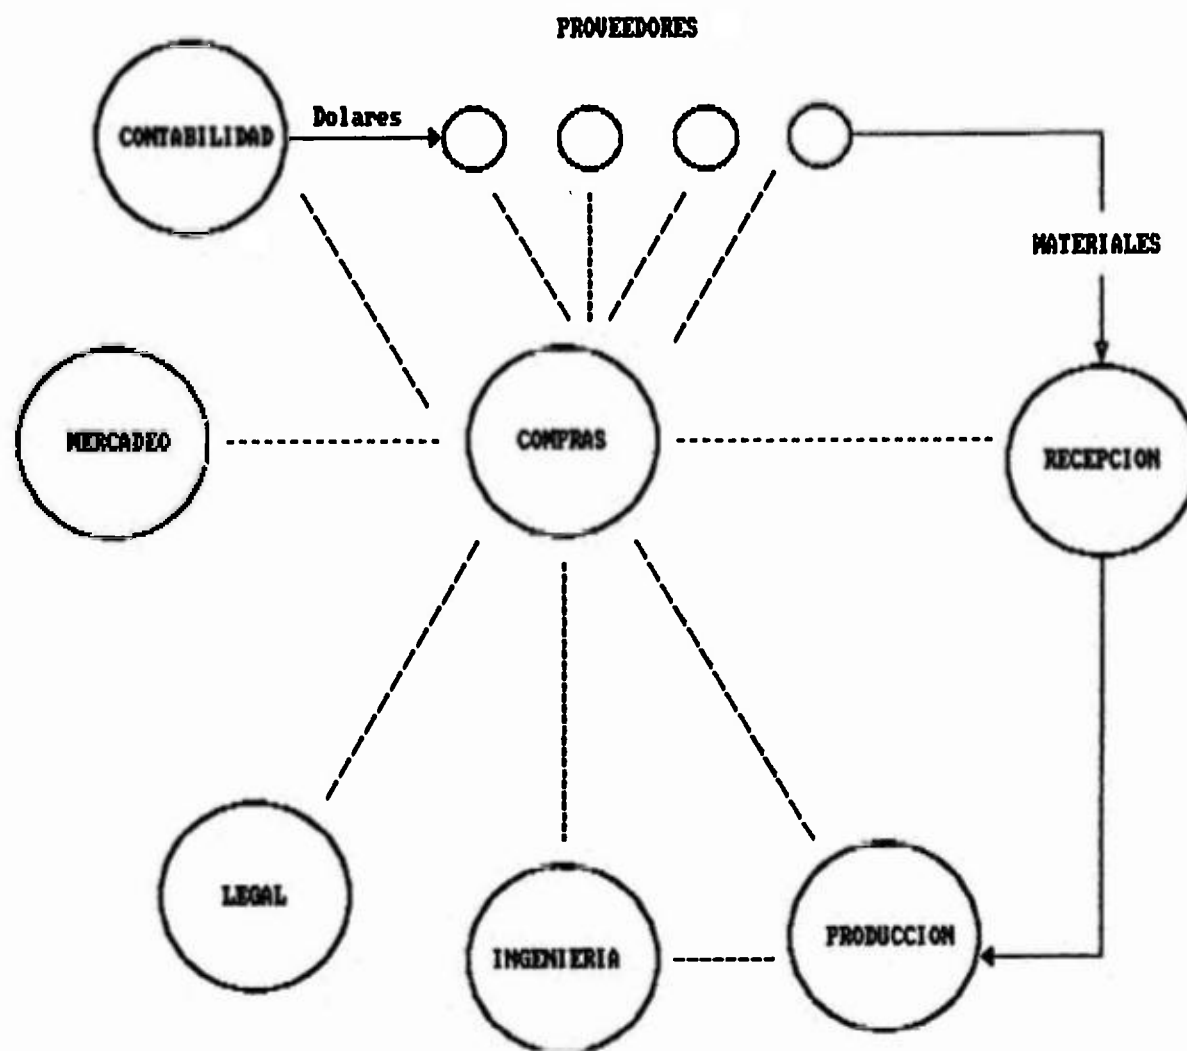 PROVEEDORES
CONTABILIDAD
Dolares
MATERIALES
MERCADEO
COMPRAS
RECEPCION
LEGAL
INGENIERIA
PRODUCCION